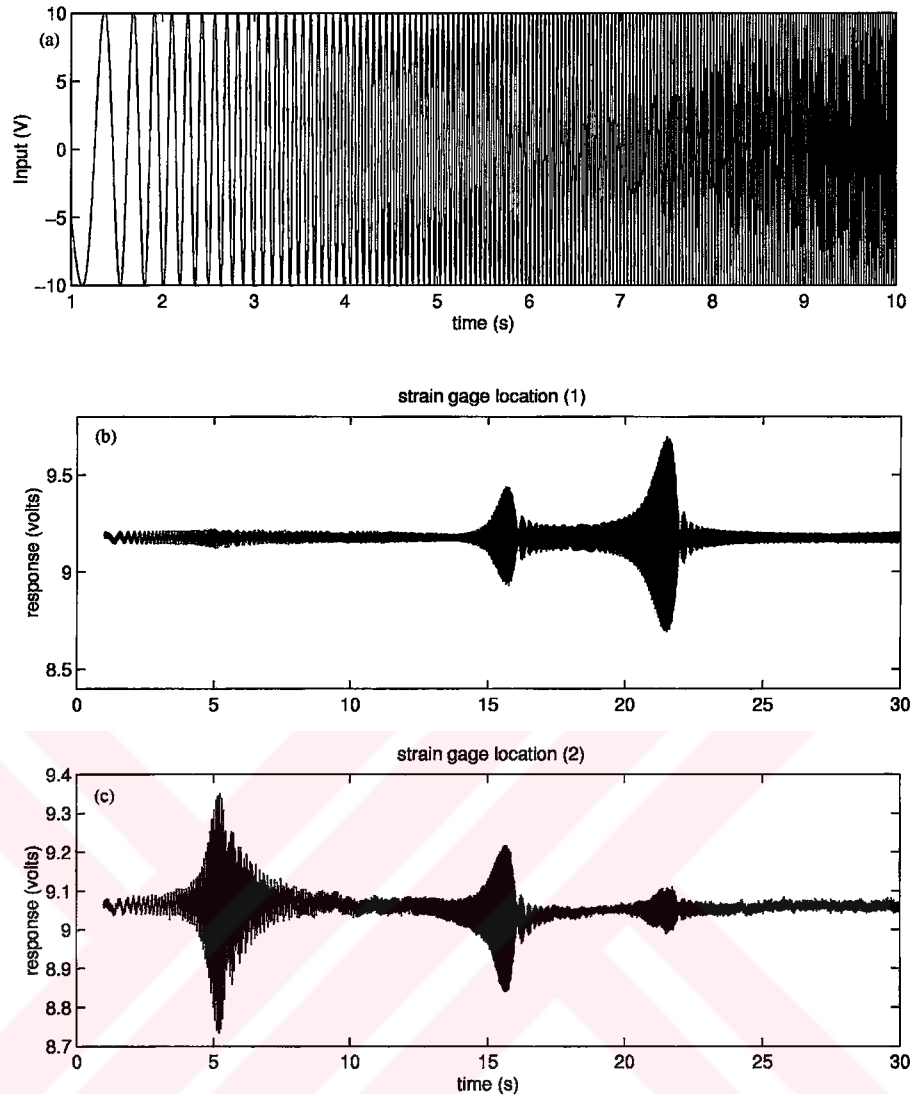 (a)
10
5
0
−5
−10
Input (V)
1 2 3 4 5 6 7 8 9 10
time (s)
strain gage location (1)
(b)
9.5
9
8.5
response (volts)
0 5 10 15 20 25 30
strain gage location (2)
(c)
9.4
9.3
9.2
9.1
9
8.9
8.8
8.7
response (volts)
0 5 10 15 20 25 30
time (s)